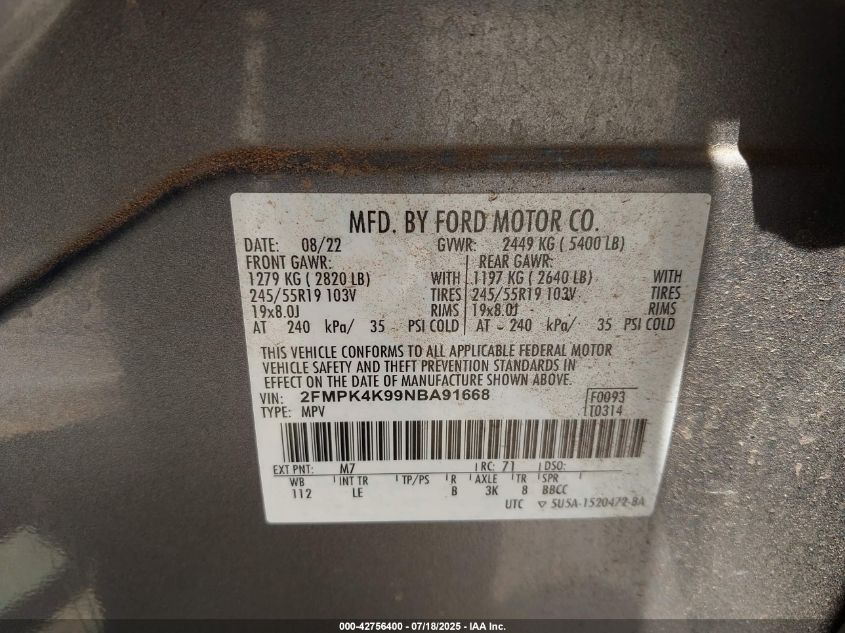 MFD. BY FORD MOTOR CO.
DATE: 08/22 GVWR: 2449 KG ( 5400 LB)
FRONT GAWR: REAR GAWR:
1279 KG ( 2820 LB) WITH 1197 KG ( 2640 LB) WITH
245/55R19 103V TIRES 245/55R19 103V TIRES
19x8.0J RIMS 19x8.0J RIMS
AT 240 kPa/ 35 PSI COLD AT 240 kPa/ 35 PSI COLD
THIS VEHICLE CONFORMS TO ALL APPLICABLE FEDERAL MOTOR
VEHICLE SAFETY AND THEFT PREVENTION STANDARDS IN
EFFECT ON THE DATE OF MANUFACTURE SHOWN ABOVE.
VIN: 2FMPK4K99NBA91668 F0093
TYPE: MPV T0314
EXT PNT: M7 RC: 71 DSO:
WB INT TR TP/PS R AXLE TR SPR
112 LE B 3K 8 BBCC
UTC ▽ 5U5A-1520472-BA
000-42756400 - 07/18/2025 - IAA Inc.